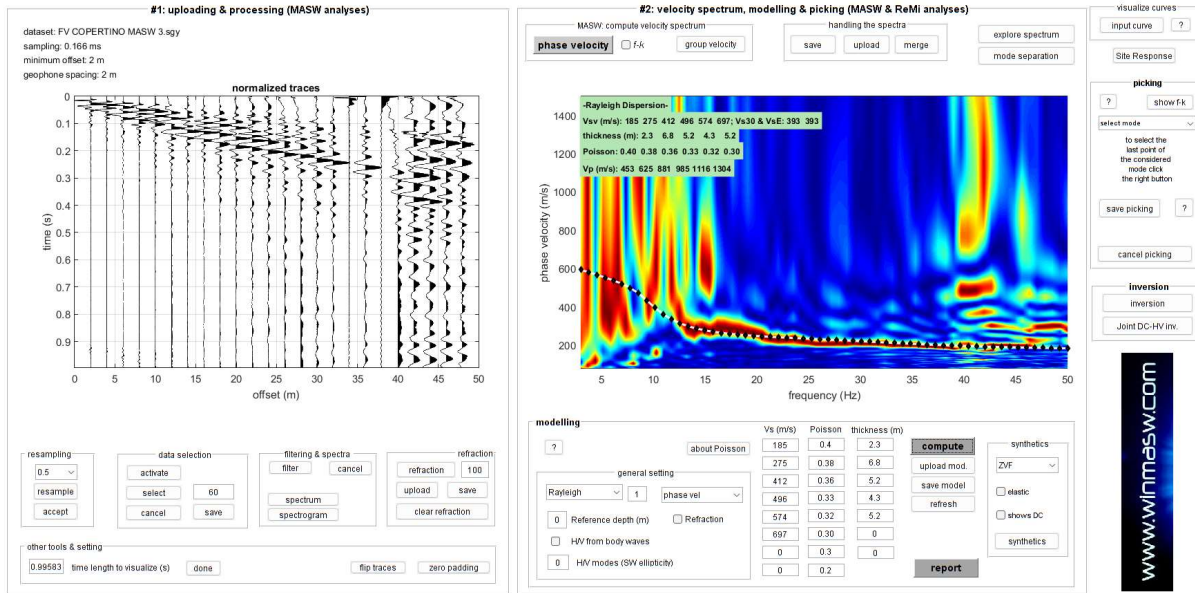 #1: uploading & processing (MASW analyses)
dataset: FV COPERTINO MASW 3.sgy
sampling: 0.166 ms
minimum offset: 2 m
geophone spacing: 2 m
normalized traces
0
0.1
0.2
0.3
0.4
0.5
0.6
0.7
0.8
0.9
time (s)
0 5 10 15 20 25 30 35 40 45 50
offset (m)
resampling
0.5
resample
accept
data selection
activate
select 60
cancel save
filtering & spectra
filter cancel
spectrum
spectrogram
refraction
refraction 100
upload save
clear refraction
other tools & setting
0.99583 time length to visualize (s) done flip traces zero padding
#2: velocity spectrum, modelling & picking (MASW & ReMi analyses)
MASW: compute velocity spectrum
phase velocity f-k group velocity
handling the spectra
save upload merge
explore spectrum
mode separation
-Rayleigh Dispersion-
Vsv (m/s): 185 275 412 496 574 697; Vs30 & VsE: 393 393
thickness (m): 2.3 6.8 5.2 4.3 5.2
Poisson: 0.40 0.38 0.36 0.33 0.32 0.30
Vp (m/s): 453 625 881 985 1116 1304
1400
1200
1000
800
600
400
200
phase velocity (m/s)
5 10 15 20 25 30 35 40 45 50
frequency (Hz)
modelling
?
about Poisson
general setting
Rayleigh 1 phase vel
0 Reference depth (m) Refraction
H/V from body waves
0 H/V modes (SW ellipticity)
Vs (m/s) Poisson thickness (m)
185 0.4 2.3
275 0.38 6.8
412 0.36 5.2
496 0.33 4.3
574 0.32 5.2
697 0.30 0
0 0.3 0
0 0.2
compute
upload mod.
save model
refresh
report
synthetics
ZVF
elastic
shows DC
synthetics
visualize curves
input curve ?
Site Response
picking
? show f-k
select mode
to select the
last point of
the considered
mode click
the right button
save picking ?
cancel picking
inversion
inversion
Joint DC-HV inv.
www.winmasw.com